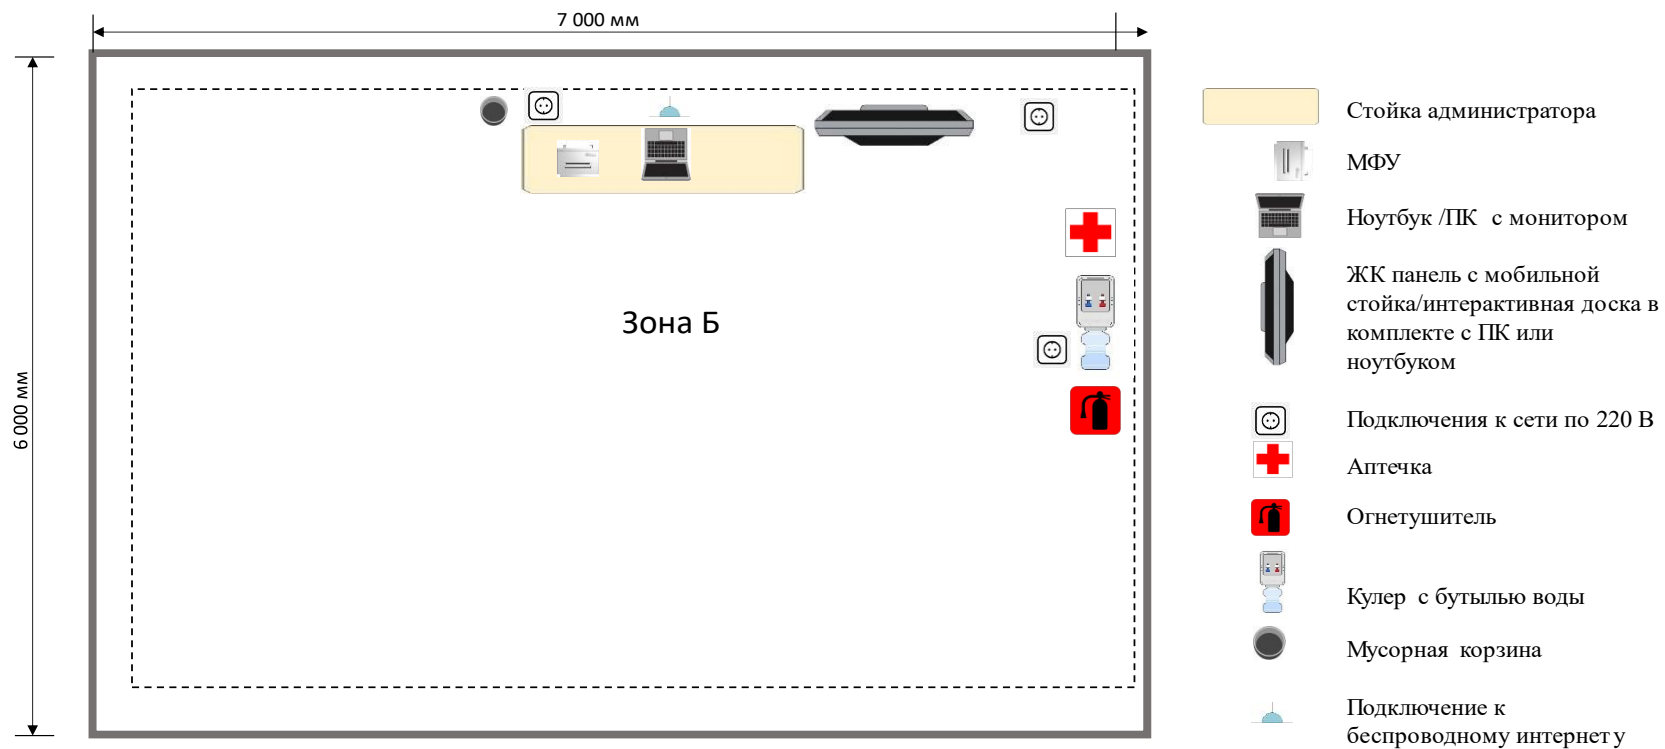 7 000 мм
6 000 мм
Зона Б
Стойка администратора
МФУ
Ноутбук /ПК с монитором
ЖК панель с мобильной
стойка/интерактивная доска в
комплекте с ПК или
ноутбуком
Подключения к сети по 220 В
Аптечка
Огнетушитель
Кулер с бутылью воды
Мусорная корзина
Подключение к
беспроводному интернету